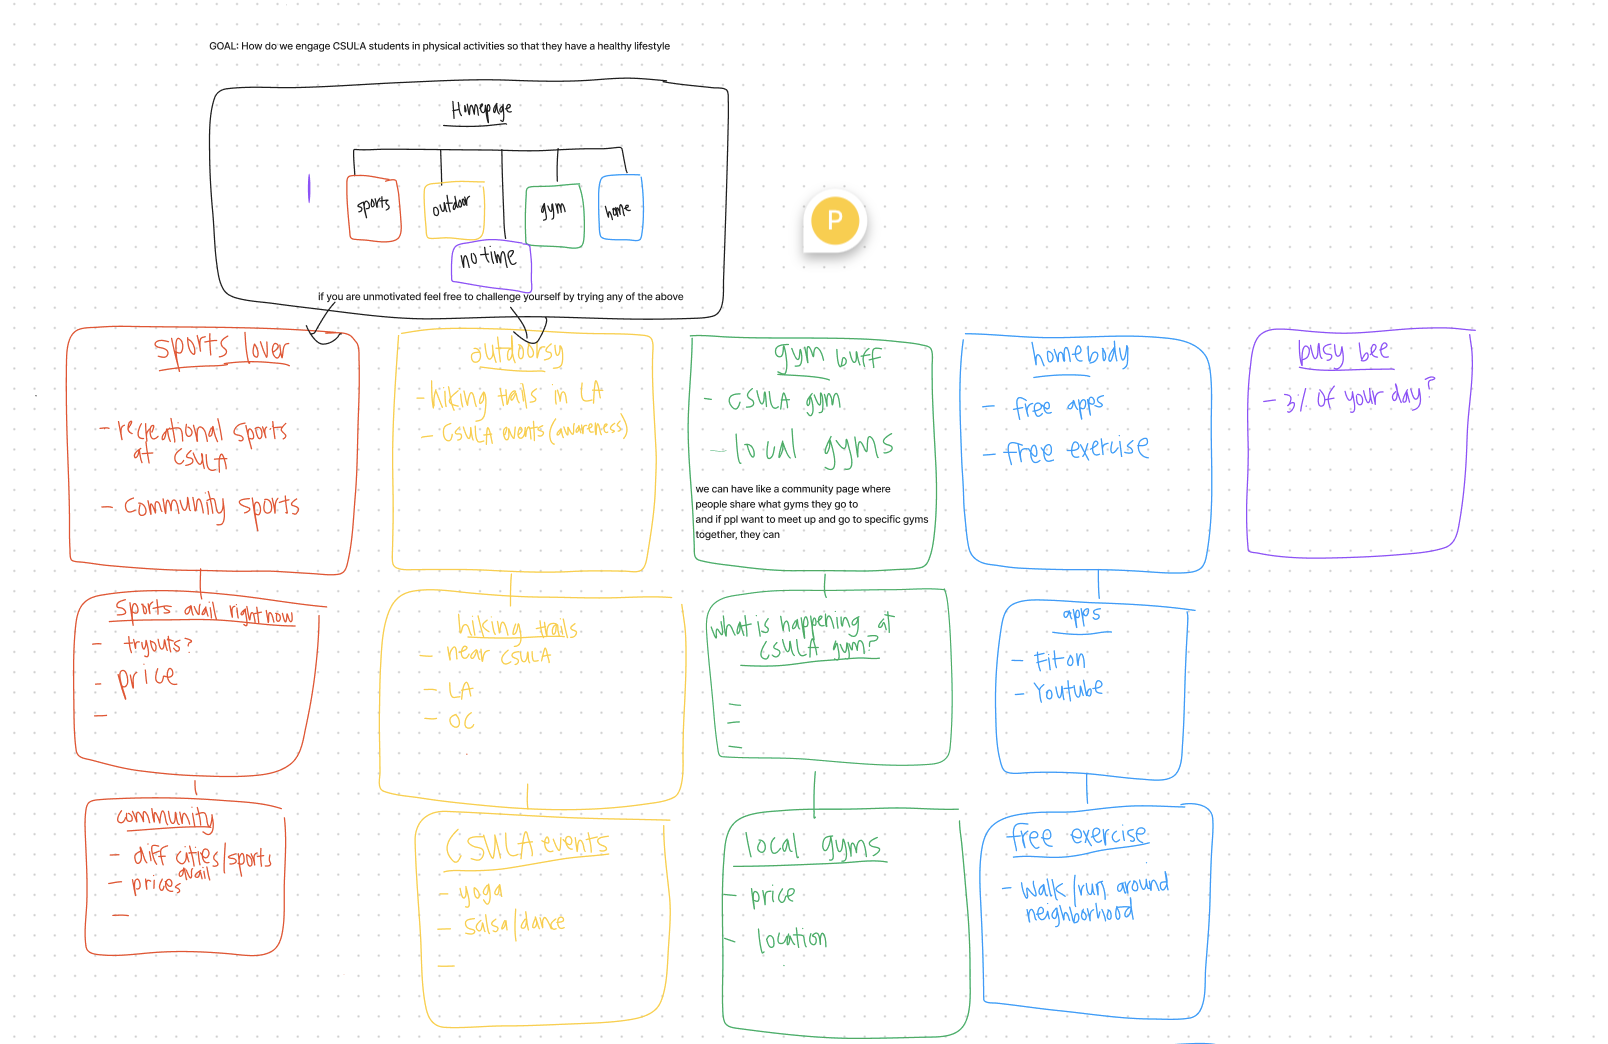 GOAL: How do we engage CSULA students in physical activities so that they have a healthy lifestyle
Homepage
sports
outdoor
gym
home
no time
if you are unmotivated feel free to challenge yourself by trying any of the above
P
sports lover
- recreational sports
at CSULA
- community sports
sports avail right now
- tryouts?
- price
-
community
- diff cities/sports
avail
- prices
-
outdoorsy
- hiking trails in LA
- CSULA events (awareness)
hiking trails
- near CSULA
- LA
- OC
CSULA events
- yoga
- salsa/dance
-
gym buff
- CSULA gym
- local gyms
we can have like a community page where
people share what gyms they go to
and if ppl want to meet up and go to specific gyms
together, they can
what is happening at
CSULA gym?
-
-
-
local gyms
- price
- location
homebody
- free apps
- free exercise
apps
- Fiton
- Youtube
free exercise
- walk/run around
neighborhood
busy bee
- 3% of your day?